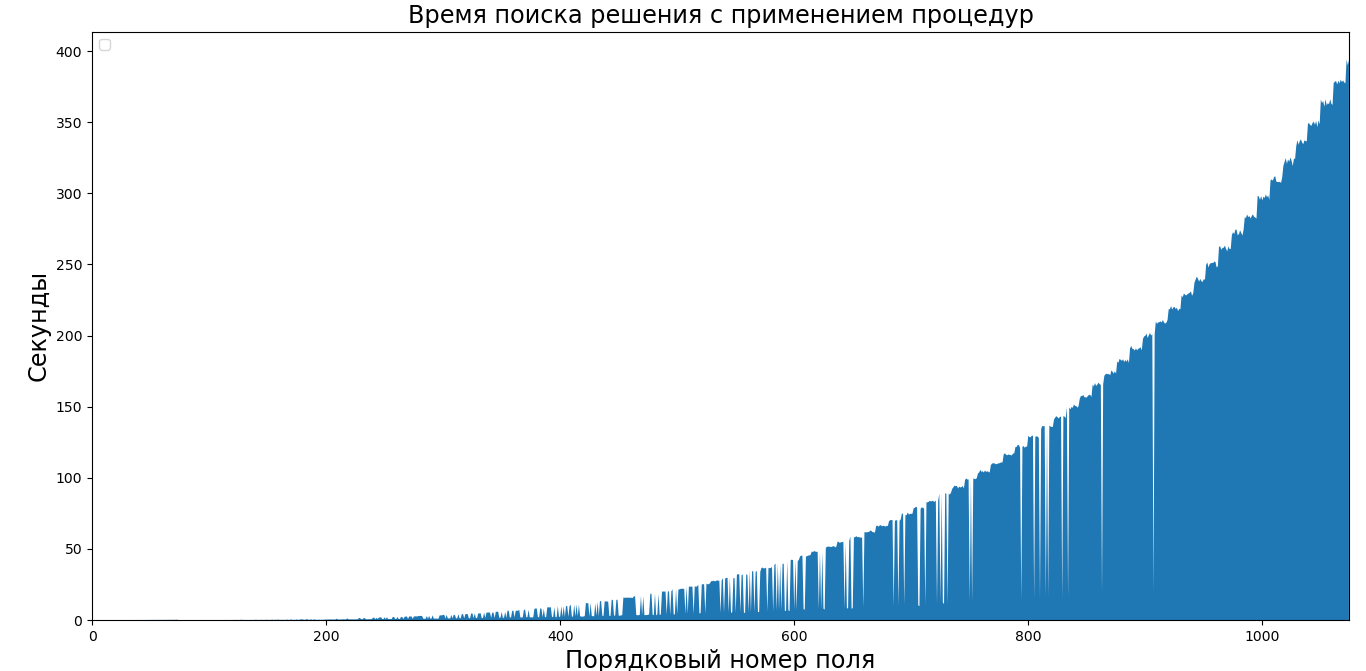 Время поиска решения с применением процедур
400
350
300
250
200
150
100
50
0
Секунды
0 200 400 600 800 1000
Порядковый номер поля